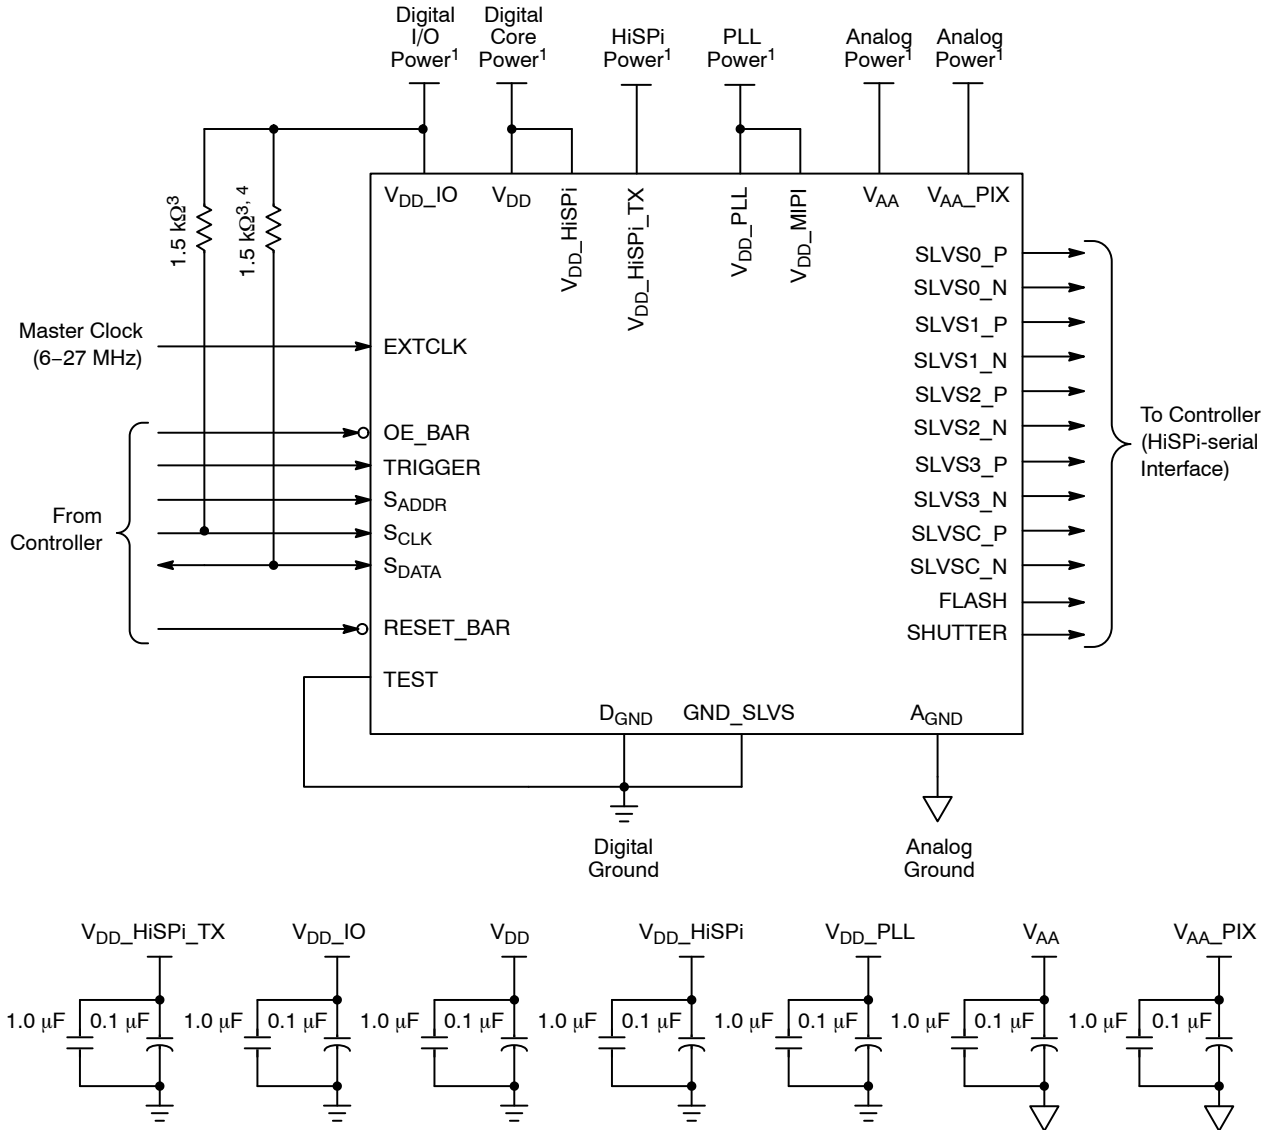 Digital
I/O
Power1
Digital
Core
Power1
HiSPi
Power1
PLL
Power1
Analog
Power1
Analog
Power1
VDD_IO
VDD
VDD_HiSPi
VDD_HiSPi_TX
VDD_PLL
VDD_MIPI
VAA
VAA_PIX
1.5 kΩ3
1.5 kΩ3, 4
Master Clock
(6–27 MHz)
EXTCLK
From
Controller
OE_BAR
TRIGGER
SADDR
SCLK
SDATA
RESET_BAR
TEST
SLVS0_P
SLVS0_N
SLVS1_P
SLVS1_N
SLVS2_P
SLVS2_N
SLVS3_P
SLVS3_N
SLVSC_P
SLVSC_N
FLASH
SHUTTER
To Controller
(HiSPi-serial
Interface)
DGND
GND_SLVS
AGND
Digital
Ground
Analog
Ground
VDD_HiSPi_TX
VDD_IO
VDD
VDD_HiSPi
VDD_PLL
VAA
VAA_PIX
1.0 μF
0.1 μF
1.0 μF
0.1 μF
1.0 μF
0.1 μF
1.0 μF
0.1 μF
1.0 μF
0.1 μF
1.0 μF
0.1 μF
1.0 μF
0.1 μF